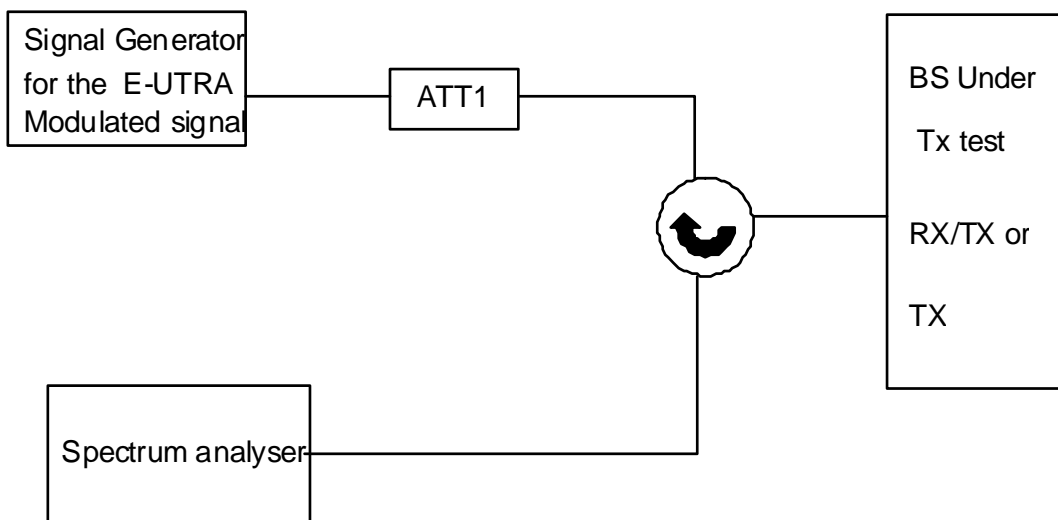 Signal Generator
for the E-UTRA
Modulated signal
ATT1
BS Under
Tx test
RX/TX or
TX
Spectrum analyser